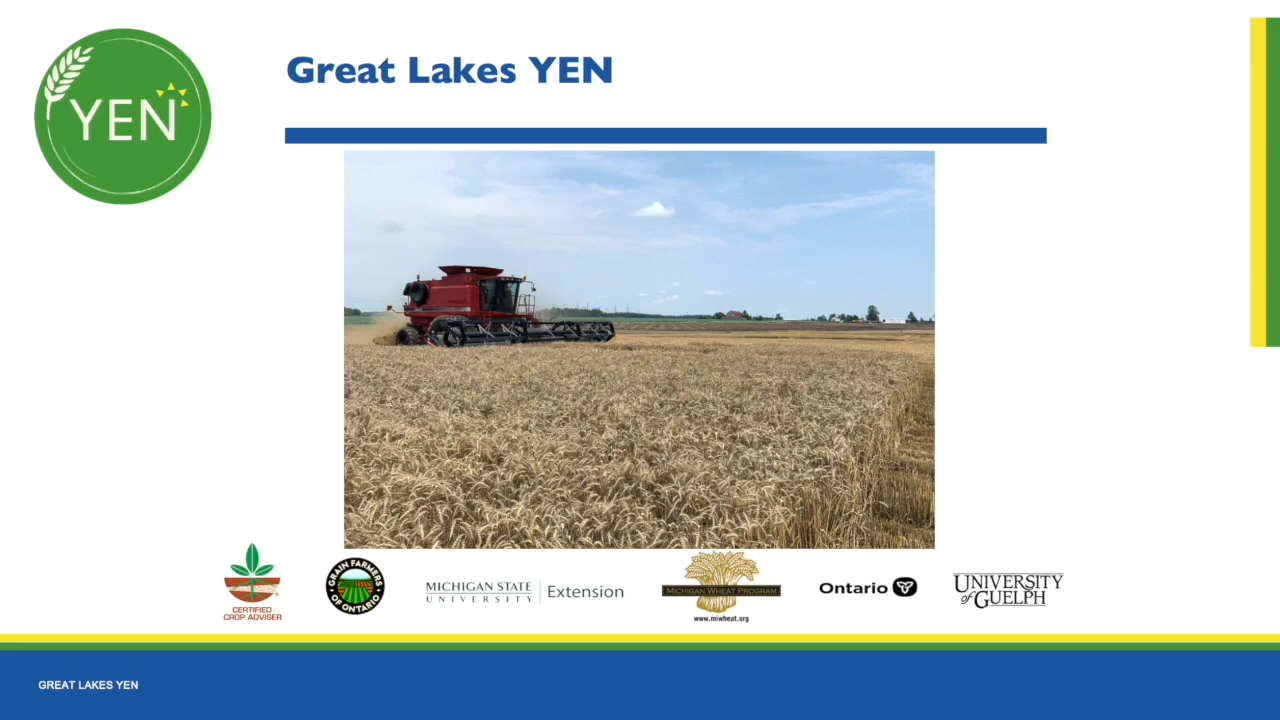 YEN
Great Lakes YEN
CERTIFIED
CROP ADVISER
GRAIN FARMERS
OF ONTARIO
MICHIGAN STATE
UNIVERSITY
Extension
MICHIGAN WHEAT PROGRAM
www.miwheat.org
Ontario
UNIVERSITY
of GUELPH
GREAT LAKES YEN